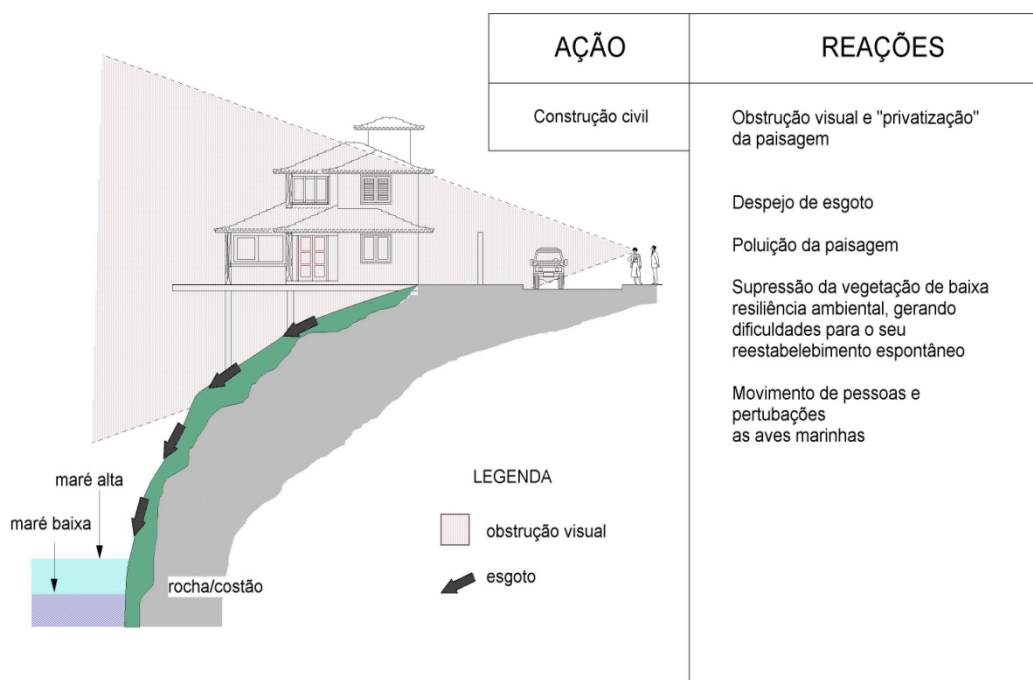 AÇÃO
REAÇÕES
Construção civil
Obstrução visual e "privatização"
da paisagem
Despejo de esgoto
Poluição da paisagem
Supressão da vegetação de baixa
resiliência ambiental, gerando
dificuldades para o seu
reestabelebimento espontâneo
Movimento de pessoas e
pertubações
as aves marinhas
maré alta
maré baixa
rocha/costão
LEGENDA
obstrução visual
esgoto